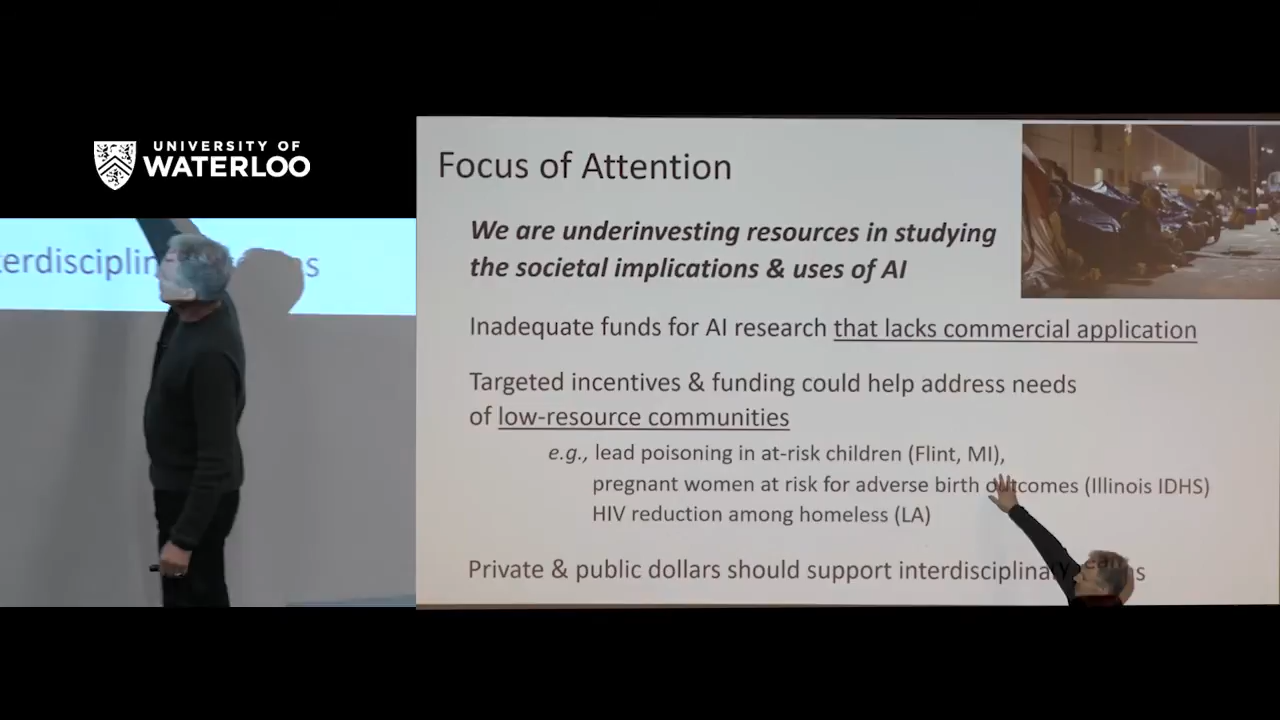 UNIVERSITY OF
WATERLOO
terdisciplin
ns
Focus of Attention
We are underinvesting resources in studying
the societal implications & uses of AI
Inadequate funds for AI research that lacks commercial application
Targeted incentives & funding could help address needs
of low-resource communities
e.g., lead poisoning in at-risk children (Flint, MI),
pregnant women at risk for adverse birth outcomes (Illinois IDHS)
HIV reduction among homeless (LA)
Private & public dollars should support interdisciplinary